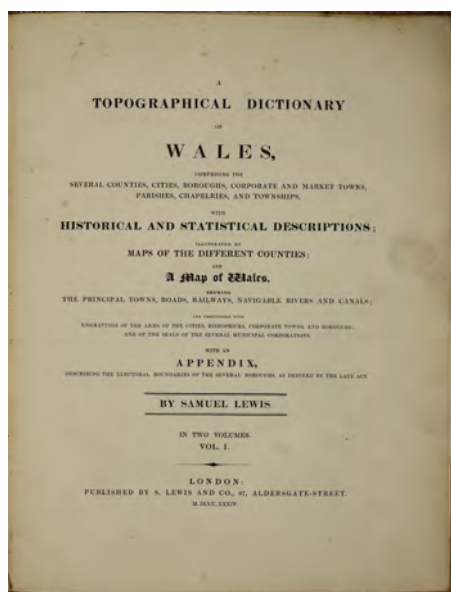 A
TOPOGRAPHICAL DICTIONARY
OF
WALES,
COMPRISING THE
SEVERAL COUNTIES, CITIES, BOROUGHS, CORPORATE AND MARKET TOWNS,
PARISHES, CHAPELRIES, AND TOWNSHIPS,
WITH
HISTORICAL AND STATISTICAL DESCRIPTIONS;
ILLUSTRATED BY
MAPS OF THE DIFFERENT COUNTIES;
AND
A Map of Wales,
SHEWING
THE PRINCIPAL TOWNS, ROADS, RAILWAYS, NAVIGABLE RIVERS AND CANALS;
AND EMBELLISHED WITH
ENGRAVINGS OF THE ARMS OF THE CITIES, BISHOPRICKS, CORPORATE TOWNS, AND BOROUGHS;
AND OF THE SEALS OF THE SEVERAL MUNICIPAL CORPORATIONS.
WITH AN
APPENDIX,
DESCRIBING THE ELECTORAL BOUNDARIES OF THE SEVERAL BOROUGHS, AS DEFINED BY THE LATE ACT.
BY SAMUEL LEWIS.
IN TWO VOLUMES.
VOL. I.
LONDON:
PUBLISHED BY S. LEWIS AND CO., 87, ALDERSGATE-STREET.
M.DCCC.XXXIV.